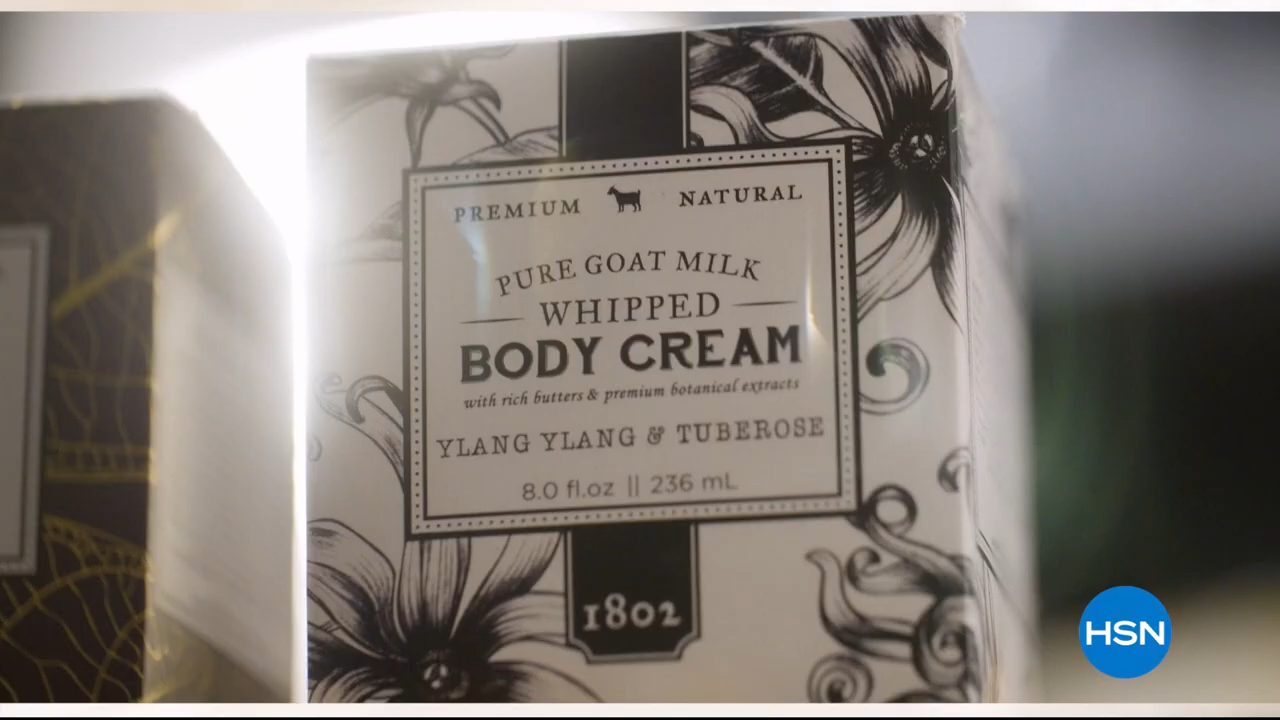 PREMIUM NATURAL
PURE GOAT MILK
WHIPPED
BODY CREAM
with rich butters & premium botanical extracts
YLANG YLANG & TUBEROSE
8.0 fl.oz || 236 mL
1802
HSN